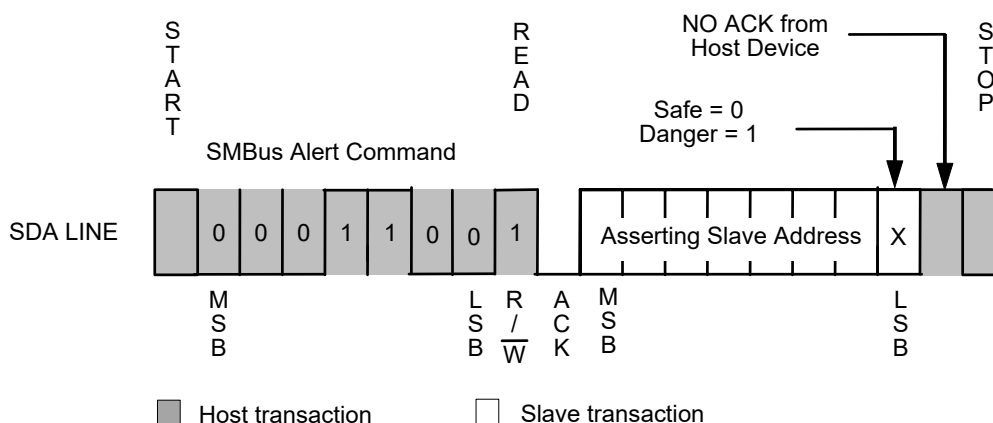 START
READ
NO ACK from
Host Device
STOP
Safe = 0
Danger = 1
SMBus Alert Command
SDA LINE
0 0 0 1 1 0 0 1
Asserting Slave Address X
MSB
LSB
R/W
ACK
MSB
LSB
Host transaction
Slave transaction